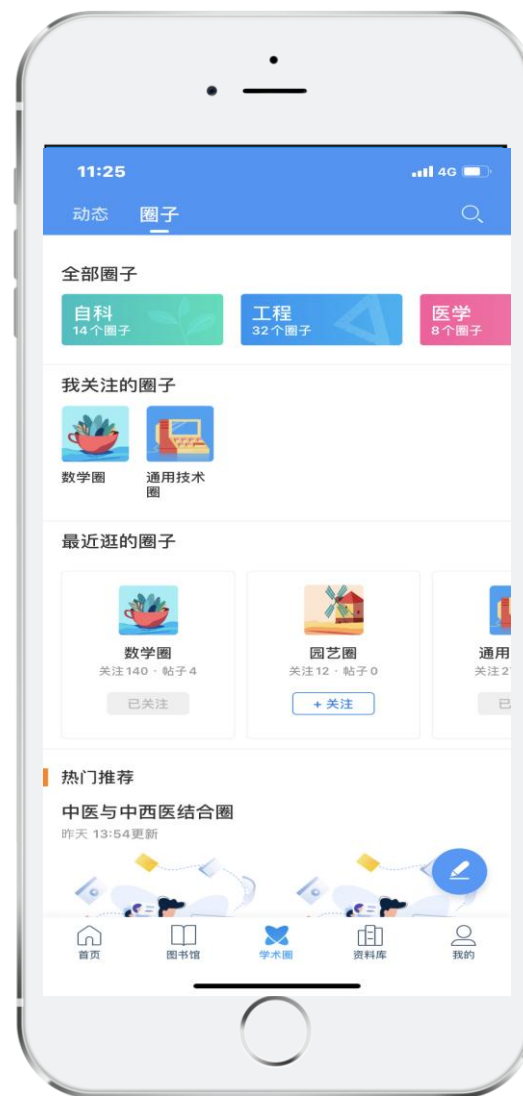 11:25
4G
动态 圈子
全部圈子
自科 工程 医学
14个圈子 32个圈子 8个圈子
我关注的圈子
数学圈 通用技术
圈
最近逛的圈子
数学圈 园艺圈 通用
关注140 · 帖子4 关注12 · 帖子0 关注2
已关注 + 关注 已
热门推荐
中医与中西医结合圈
昨天 13:54更新
首页 图书馆 学术圈 资料库 我的